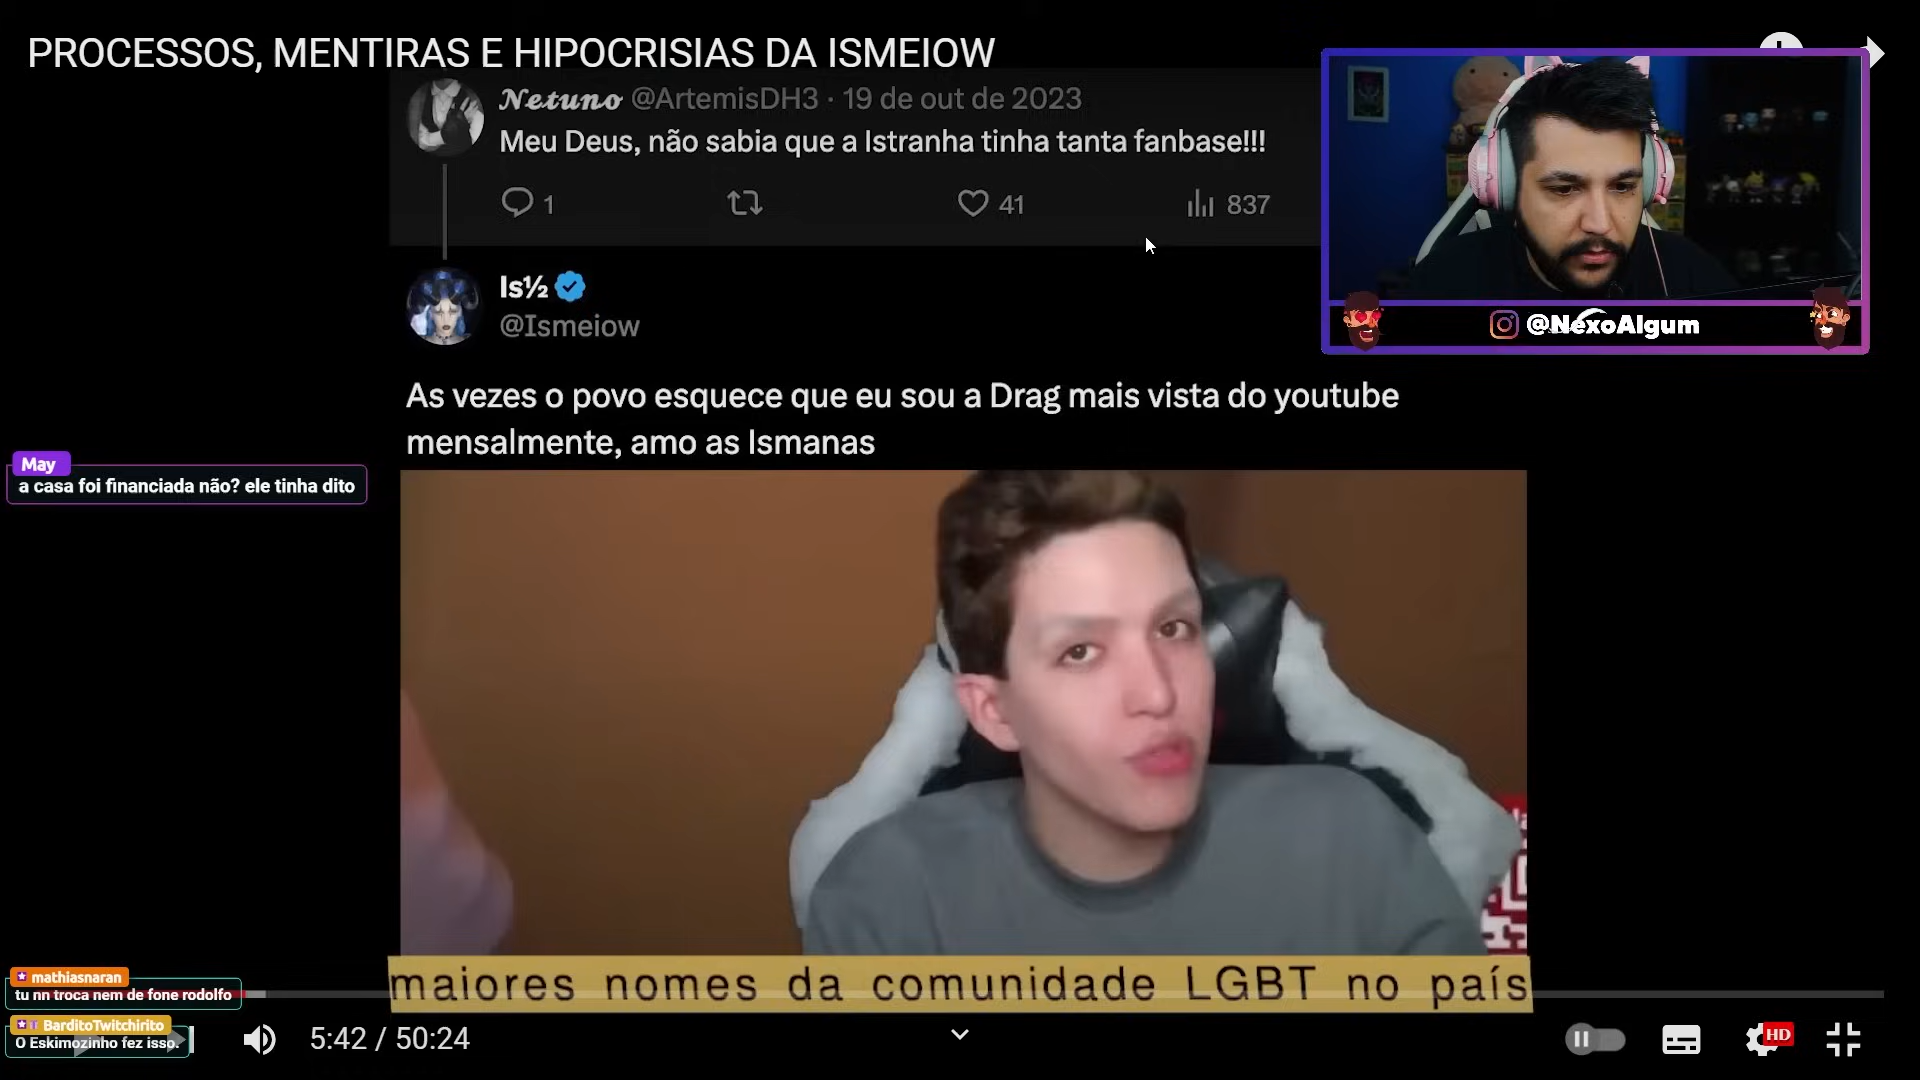 PROCESSOS, MENTIRAS E HIPOCRISIAS DA ISMEIOW
Netuno @ArtemisDH3 · 19 de out de 2023
Meu Deus, não sabia que a Istranha tinha tanta fanbase!!!
1 41 837
@NexoAlgum
Is½
@Ismeiow
As vezes o povo esquece que eu sou a Drag mais vista do youtube
mensalmente, amo as Ismanas
May
a casa foi financiada não? ele tinha dito
maiores nomes da comunidade LGBT no país
mathiasnaran
tu nn troca nem de fone rodolfo
BarditoTwitchirito
O Eskimozinho fez isso.
5:42 / 50:24
HD